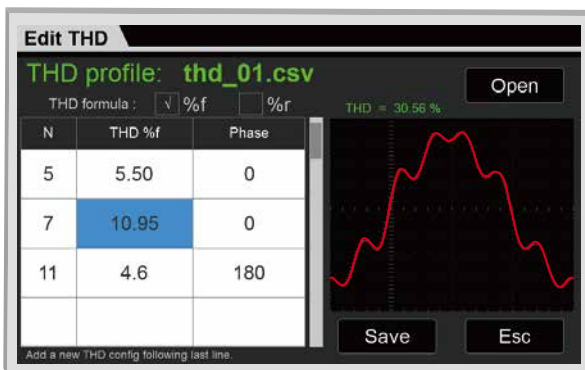 Edit THD
THD profile: thd_01.csv
Open
THD formula : √ %f %r
THD = 30.56 %
N THD %f Phase
5 5.50 0
7 10.95 0
11 4.6 180
Save Esc
Add a new THD config following last line.